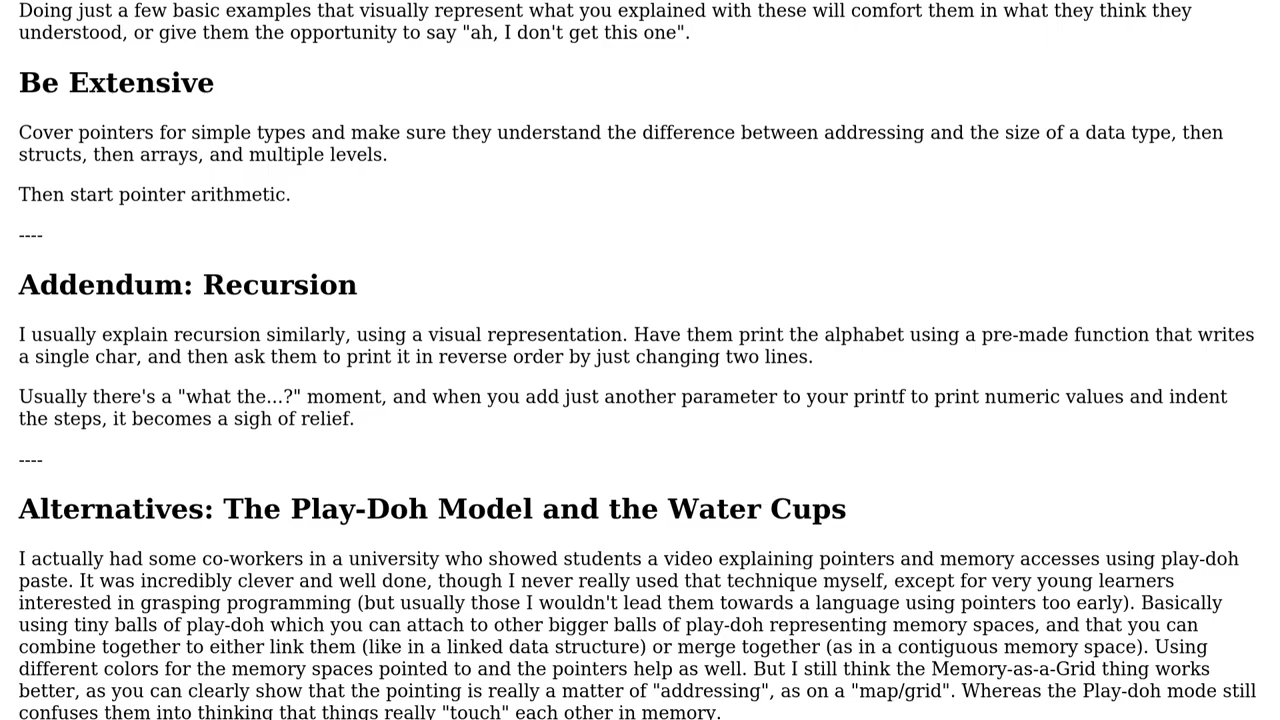 Doing just a few basic examples that visually represent what you explained with these will comfort them in what they think they
understood, or give them the opportunity to say "ah, I don't get this one".
Be Extensive
Cover pointers for simple types and make sure they understand the difference between addressing and the size of a data type, then
structs, then arrays, and multiple levels.
Then start pointer arithmetic.
----
Addendum: Recursion
I usually explain recursion similarly, using a visual representation. Have them print the alphabet using a pre-made function that writes
a single char, and then ask them to print it in reverse order by just changing two lines.
Usually there's a "what the...?" moment, and when you add just another parameter to your printf to print numeric values and indent
the steps, it becomes a sigh of relief.
----
Alternatives: The Play-Doh Model and the Water Cups
I actually had some co-workers in a university who showed students a video explaining pointers and memory accesses using play-doh
paste. It was incredibly clever and well done, though I never really used that technique myself, except for very young learners
interested in grasping programming (but usually those I wouldn't lead them towards a language using pointers too early). Basically
using tiny balls of play-doh which you can attach to other bigger balls of play-doh representing memory spaces, and that you can
combine together to either link them (like in a linked data structure) or merge together (as in a contiguous memory space). Using
different colors for the memory spaces pointed to and the pointers help as well. But I still think the Memory-as-a-Grid thing works
better, as you can clearly show that the pointing is really a matter of "addressing", as on a "map/grid". Whereas the Play-doh mode still
confuses them into thinking that things really "touch" each other in memory.